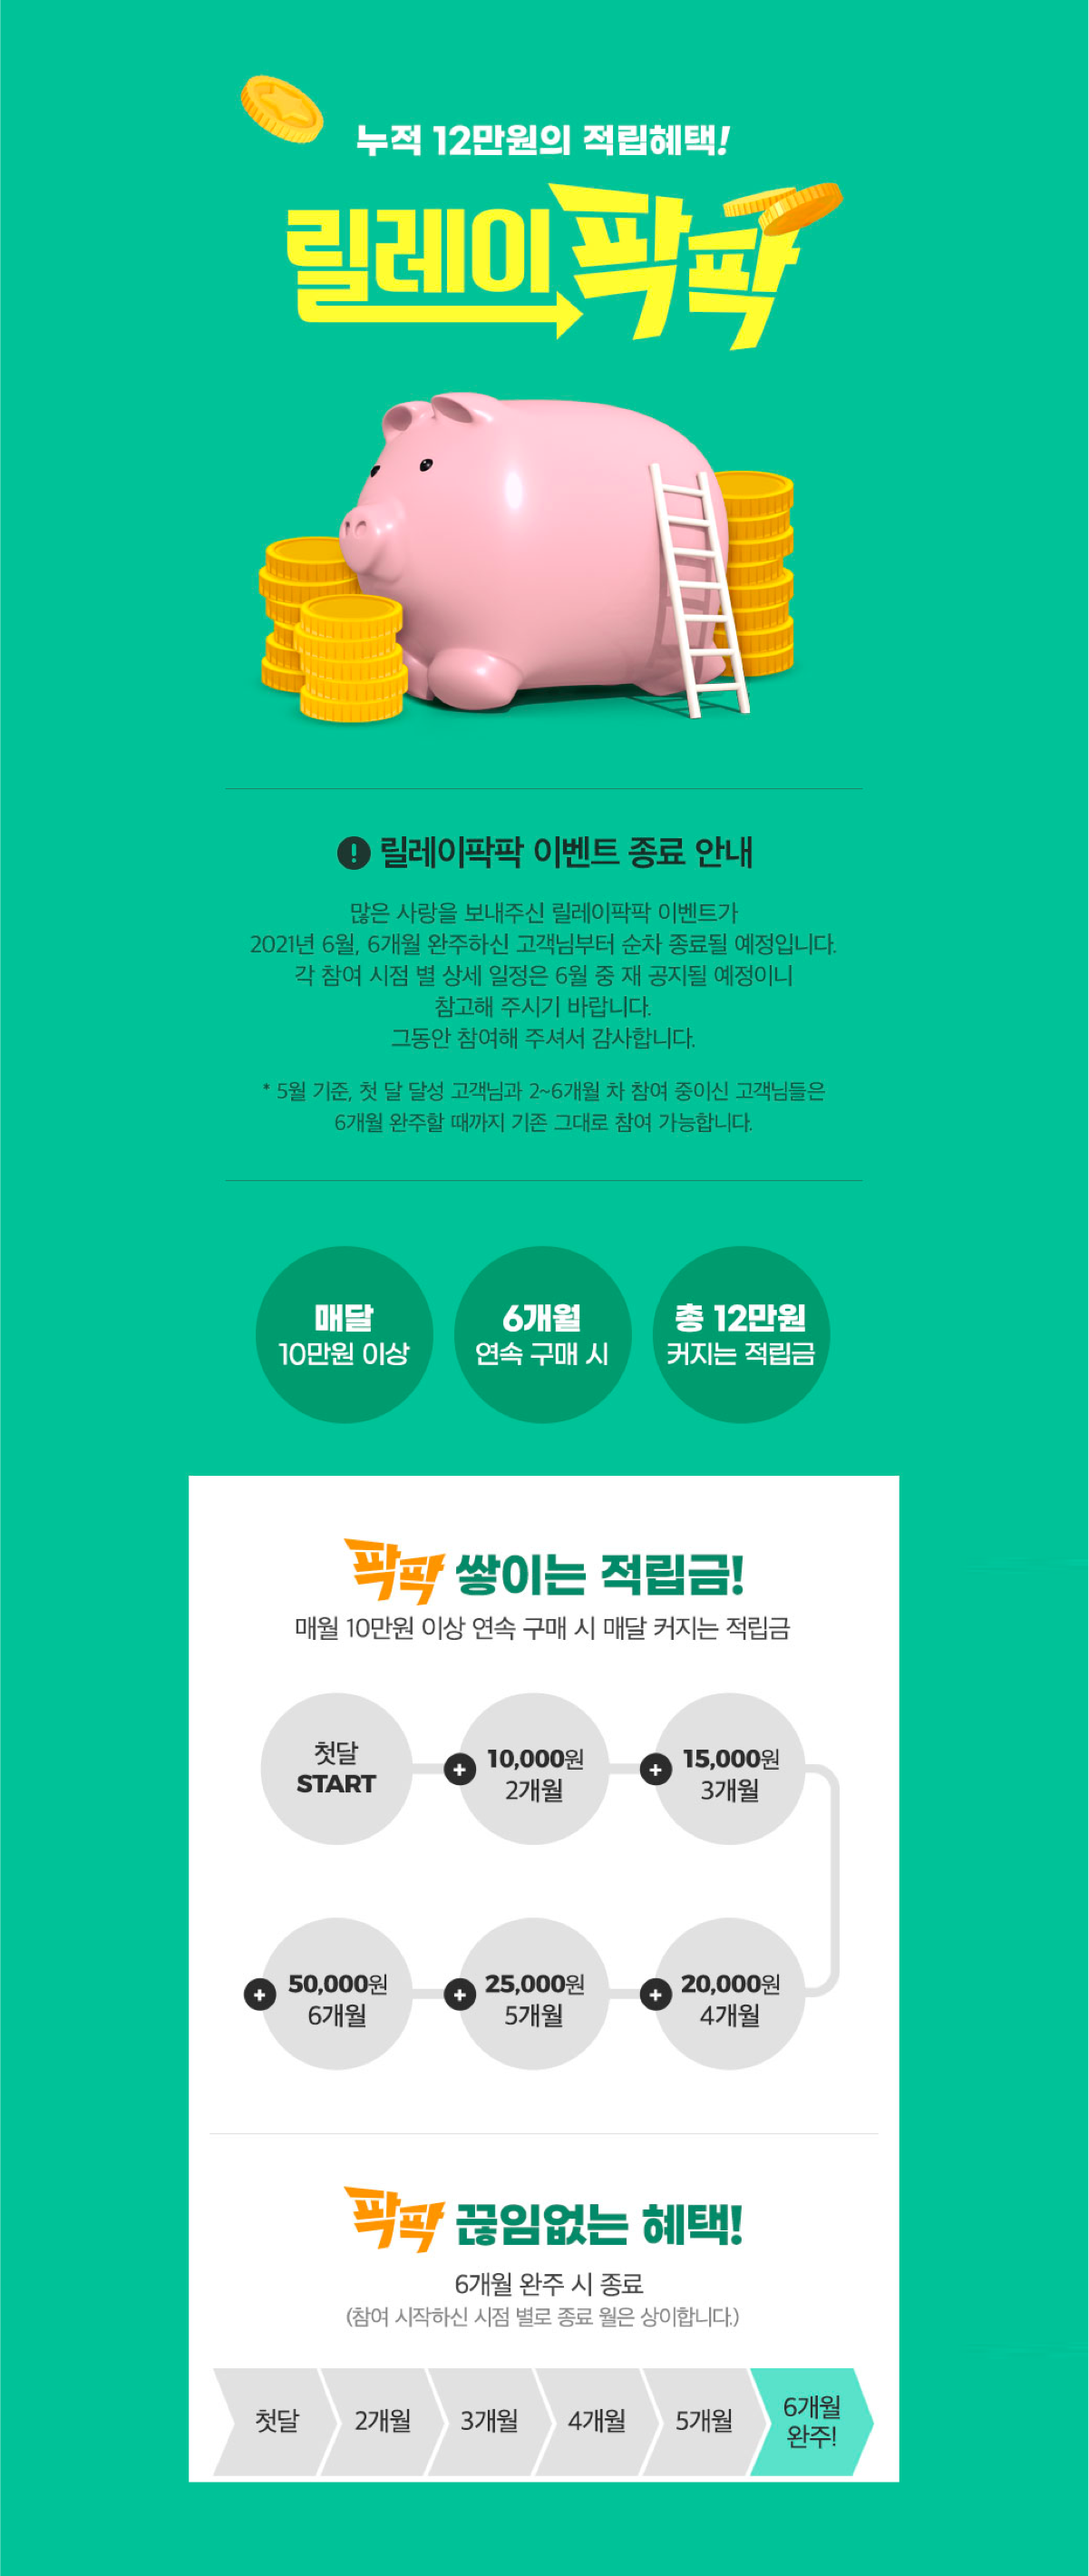 누적 12만원의 적립혜택!
릴레이팍팍
! 릴레이팍팍 이벤트 종료 안내
많은 사랑을 보내주신 릴레이팍팍 이벤트가
2021년 6월, 6개월 완주하신 고객님부터 순차 종료될 예정입니다.
각 참여 시점 별 상세 일정은 6월 중 재 공지될 예정이니
참고해 주시기 바랍니다.
그동안 참여해 주셔서 감사합니다.
* 5월 기준, 첫 달 달성 고객님과 2~6개월 차 참여 중이신 고객님들은
6개월 완주할 때까지 기존 그대로 참여 가능합니다.
매달
10만원 이상
6개월
연속 구매 시
총 12만원
커지는 적립금
팍팍 쌓이는 적립금!
매월 10만원 이상 연속 구매 시 매달 커지는 적립금
첫달
START
+ 10,000원
2개월
+ 15,000원
3개월
+ 50,000원
6개월
+ 25,000원
5개월
+ 20,000원
4개월
팍팍 끊임없는 혜택!
6개월 완주 시 종료
(참여 시작하신 시점 별로 종료 월은 상이합니다.)
첫달
2개월
3개월
4개월
5개월
6개월
완주!